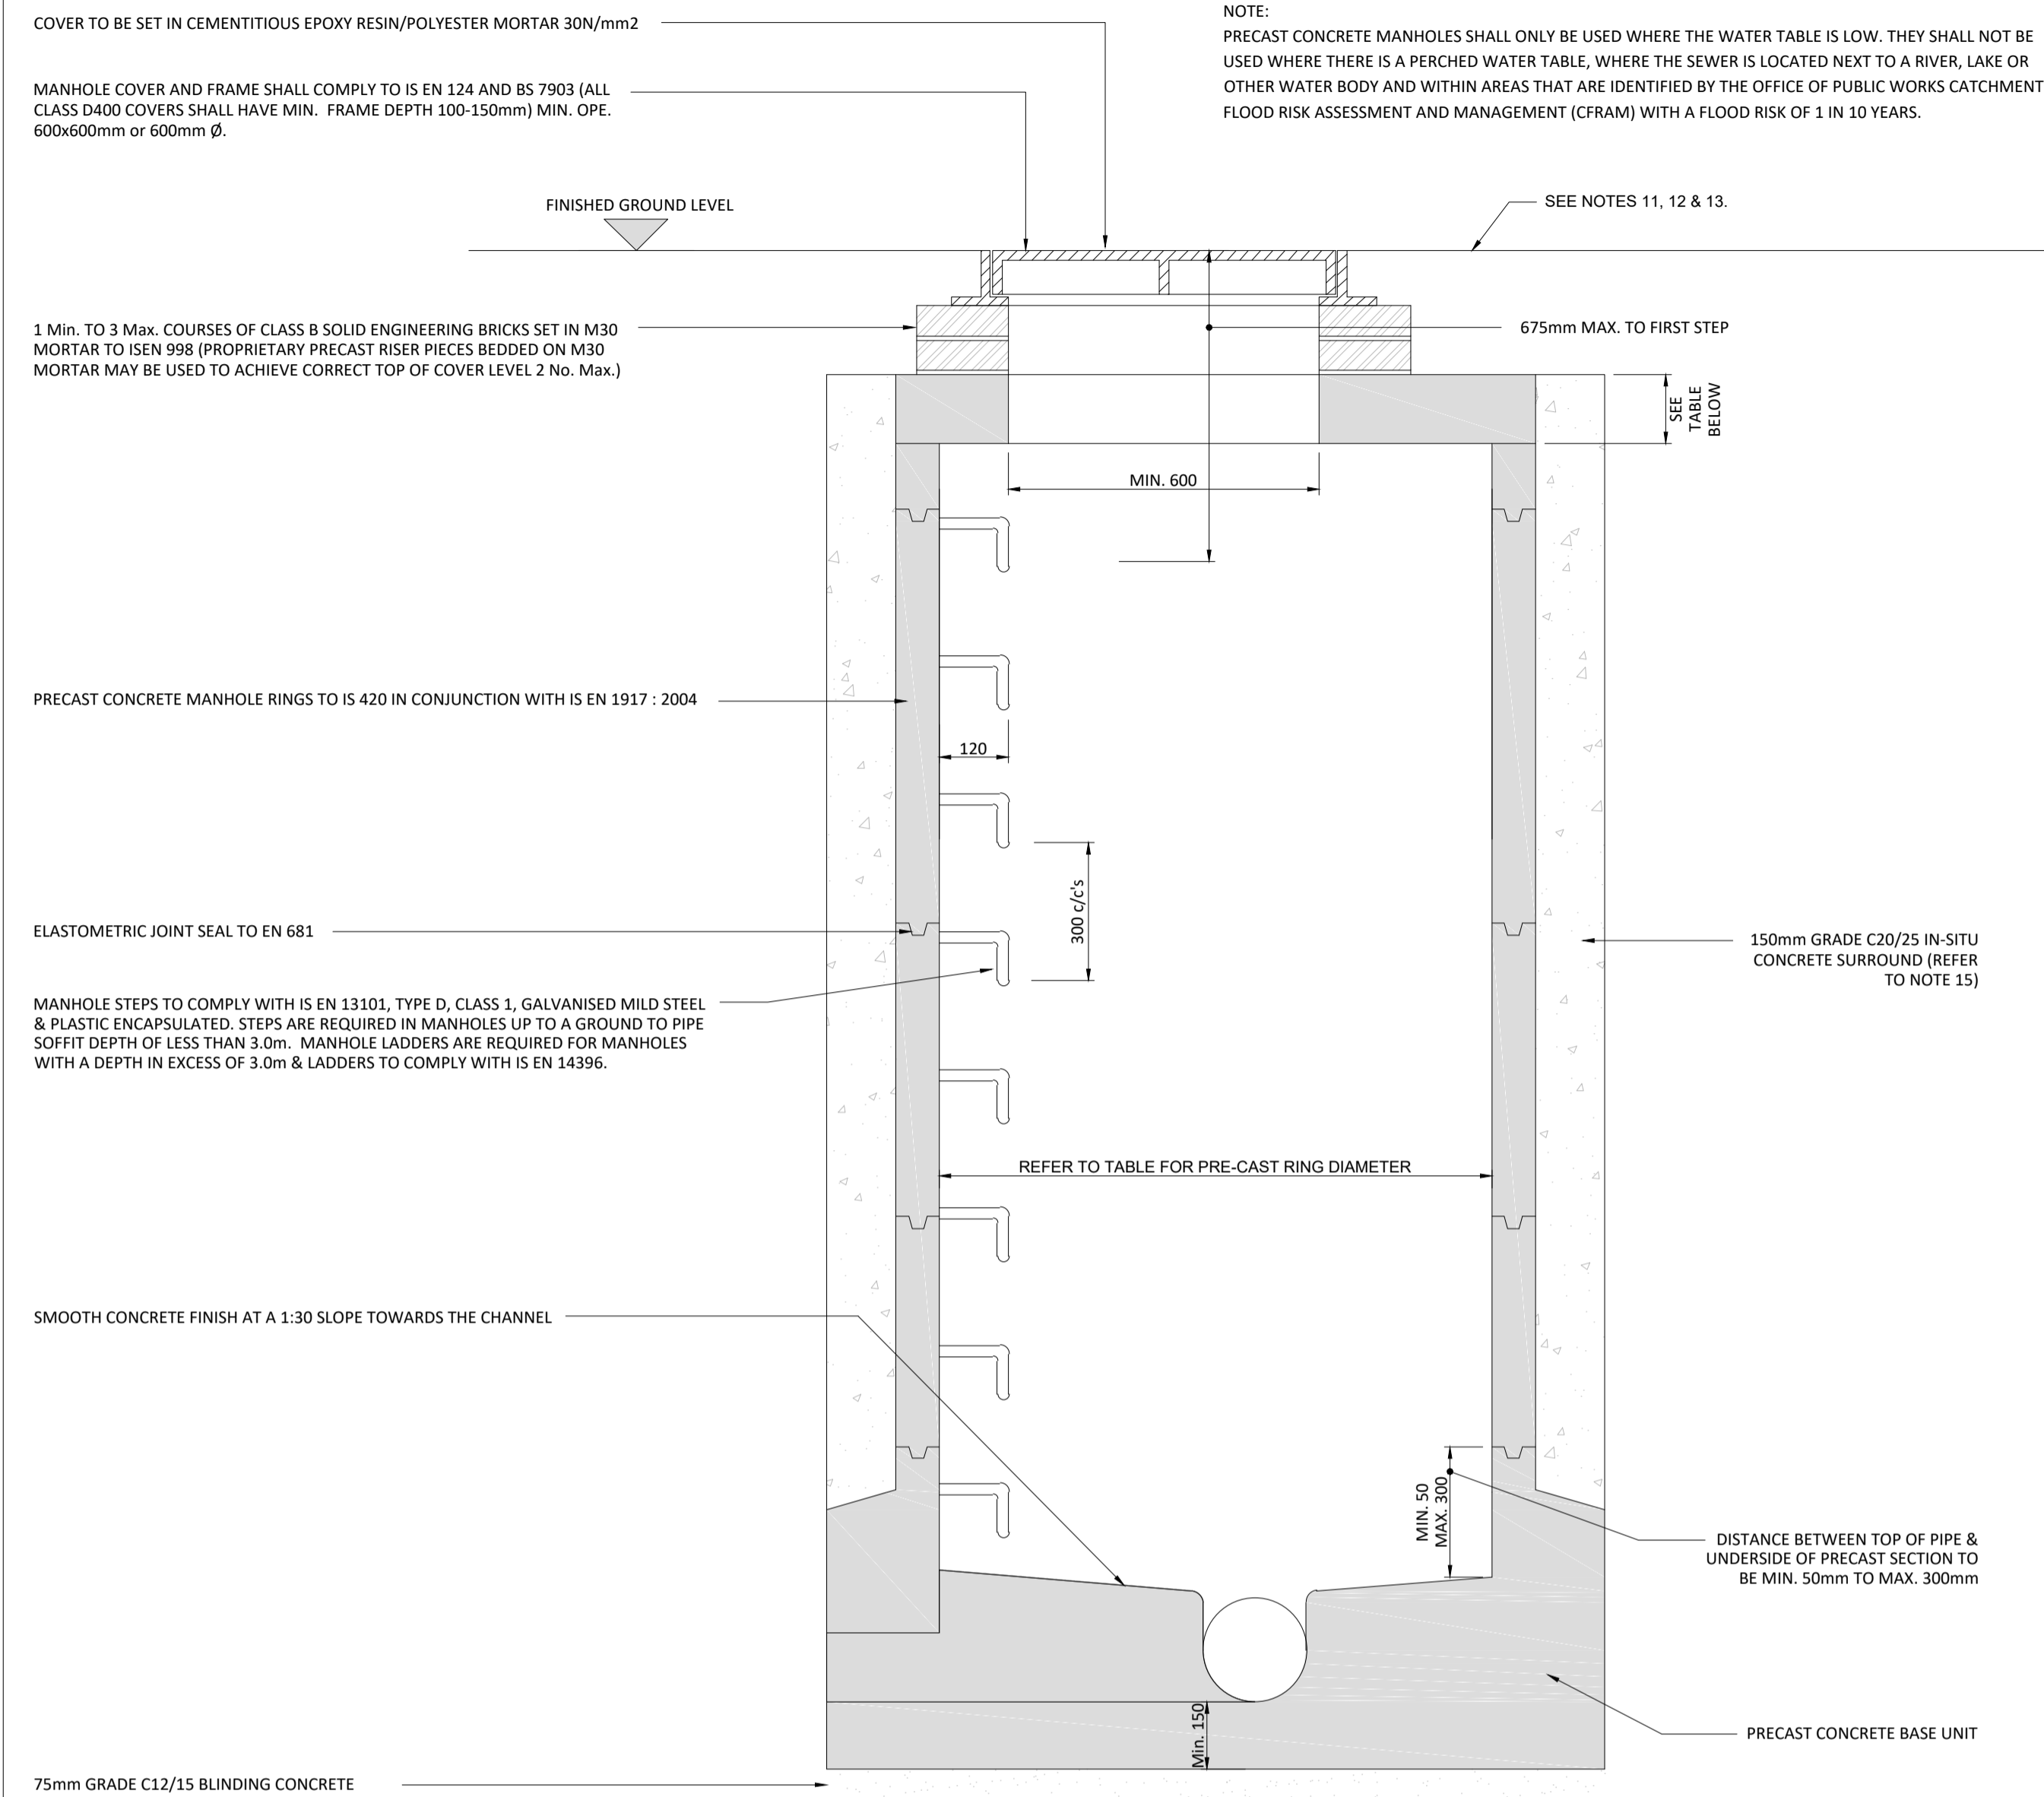 COVER TO BE SET IN CEMENTITIOUS EPOXY RESIN/POLYESTER MORTAR 30N/mm2
MANHOLE COVER AND FRAME SHALL COMPLY TO IS EN 124 AND BS 7903 (ALL
CLASS D400 COVERS SHALL HAVE MIN. FRAME DEPTH 100-150mm) MIN. OPE.
600x600mm or 600mm Ø.
NOTE:
PRECAST CONCRETE MANHOLES SHALL ONLY BE USED WHERE THE WATER TABLE IS LOW. THEY SHALL NOT BE
USED WHERE THERE IS A PERCHED WATER TABLE, WHERE THE SEWER IS LOCATED NEXT TO A RIVER, LAKE OR
OTHER WATER BODY AND WITHIN AREAS THAT ARE IDENTIFIED BY THE OFFICE OF PUBLIC WORKS CATCHMENT
FLOOD RISK ASSESSMENT AND MANAGEMENT (CFRAM) WITH A FLOOD RISK OF 1 IN 10 YEARS.
FINISHED GROUND LEVEL
SEE NOTES 11, 12 & 13.
1 Min. TO 3 Max. COURSES OF CLASS B SOLID ENGINEERING BRICKS SET IN M30
MORTAR TO ISEN 998 (PROPRIETARY PRECAST RISER PIECES BEDDED ON M30
MORTAR MAY BE USED TO ACHIEVE CORRECT TOP OF COVER LEVEL 2 No. Max.)
675mm MAX. TO FIRST STEP
SEE
TABLE
BELOW
MIN. 600
PRECAST CONCRETE MANHOLE RINGS TO IS 420 IN CONJUNCTION WITH IS EN 1917 : 2004
120
300 c/c's
ELASTOMETRIC JOINT SEAL TO EN 681
150mm GRADE C20/25 IN-SITU
CONCRETE SURROUND (REFER
TO NOTE 15)
MANHOLE STEPS TO COMPLY WITH IS EN 13101, TYPE D, CLASS 1, GALVANISED MILD STEEL
& PLASTIC ENCAPSULATED. STEPS ARE REQUIRED IN MANHOLES UP TO A GROUND TO PIPE
SOFFIT DEPTH OF LESS THAN 3.0m. MANHOLE LADDERS ARE REQUIRED FOR MANHOLES
WITH A DEPTH IN EXCESS OF 3.0m & LADDERS TO COMPLY WITH IS EN 14396.
REFER TO TABLE FOR PRE-CAST RING DIAMETER
SMOOTH CONCRETE FINISH AT A 1:30 SLOPE TOWARDS THE CHANNEL
MIN. 50
MAX. 300
DISTANCE BETWEEN TOP OF PIPE &
UNDERSIDE OF PRECAST SECTION TO
BE MIN. 50mm TO MAX. 300mm
Min. 150
PRECAST CONCRETE BASE UNIT
75mm GRADE C12/15 BLINDING CONCRETE